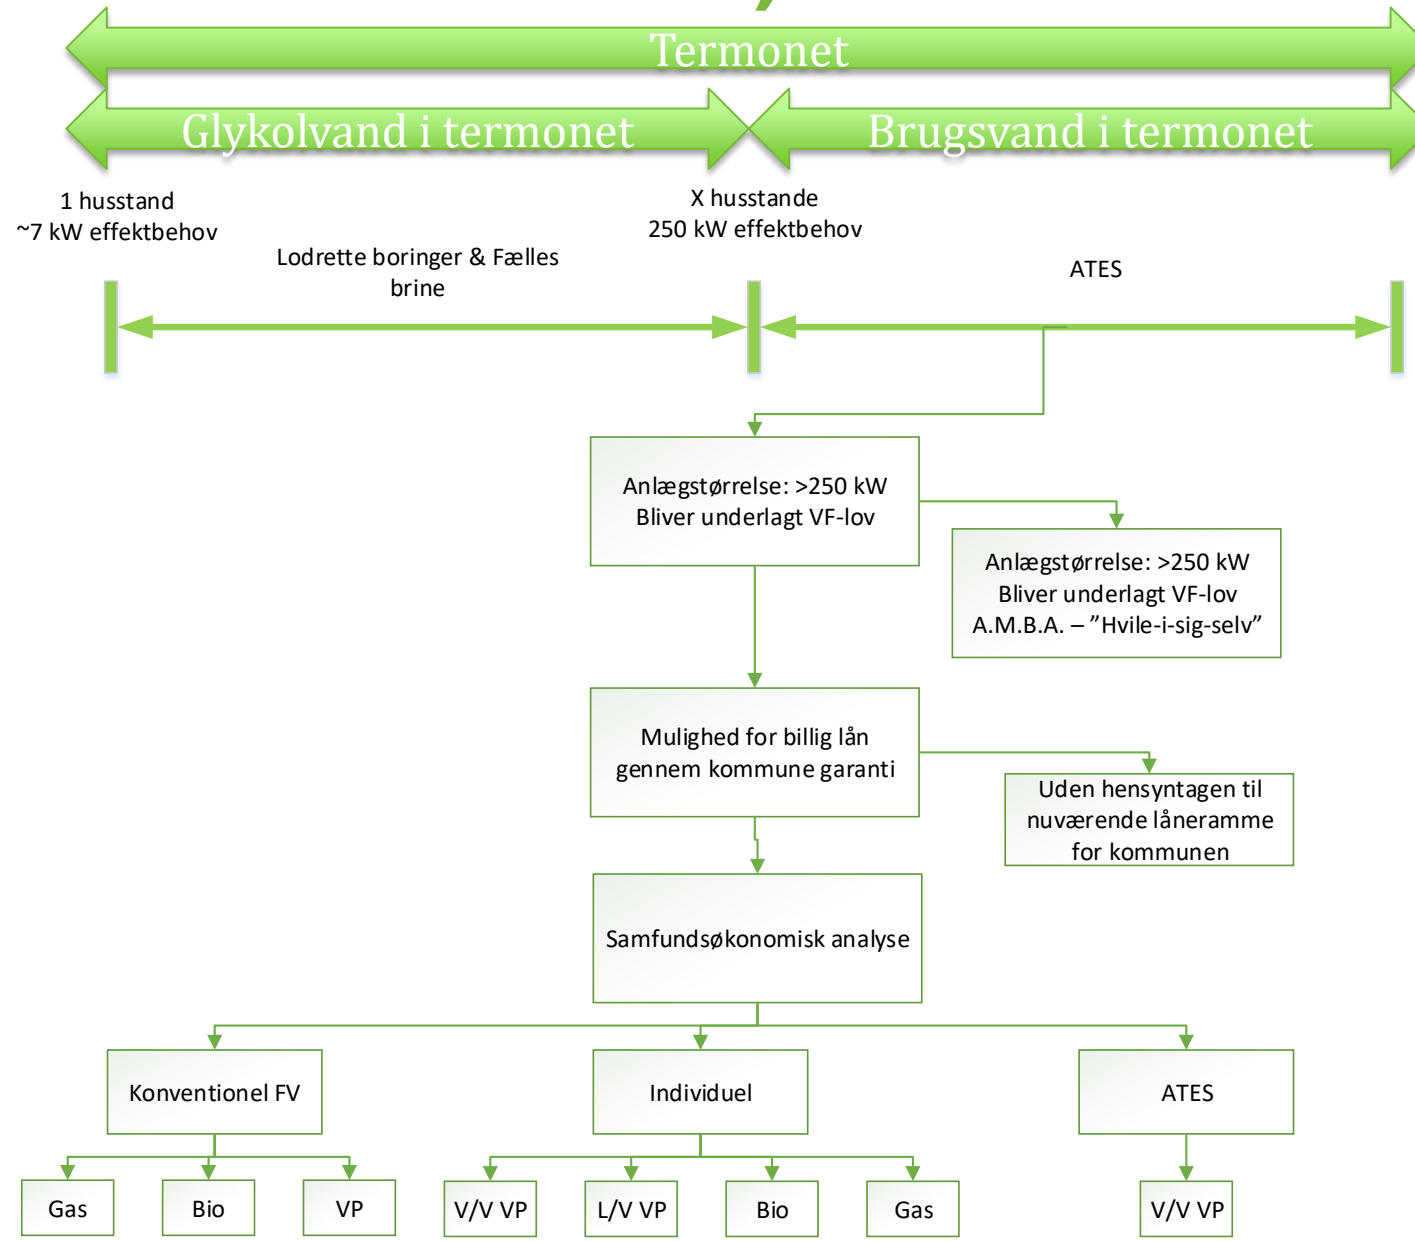 Termonet
Glykolvand i termonet
Brugsvand i termonet
1 husstand
~7 kW effektbehov
X husstande
250 kW effektbehov
Lodrette boringer & Fælles
brine
ATES
Anlægstørrelse: >250 kW
Bliver underlagt VF-lov
Anlægstørrelse: >250 kW
Bliver underlagt VF-lov
A.M.B.A. – ”Hvile-i-sig-selv”
Mulighed for billig lån
gennem kommune garanti
Uden hensyntagen til
nuværende låneramme
for kommunen
Samfundsøkonomisk analyse
Konventionel FV
Individuel
ATES
Gas
Bio
VP
V/V VP
L/V VP
Bio
Gas
V/V VP